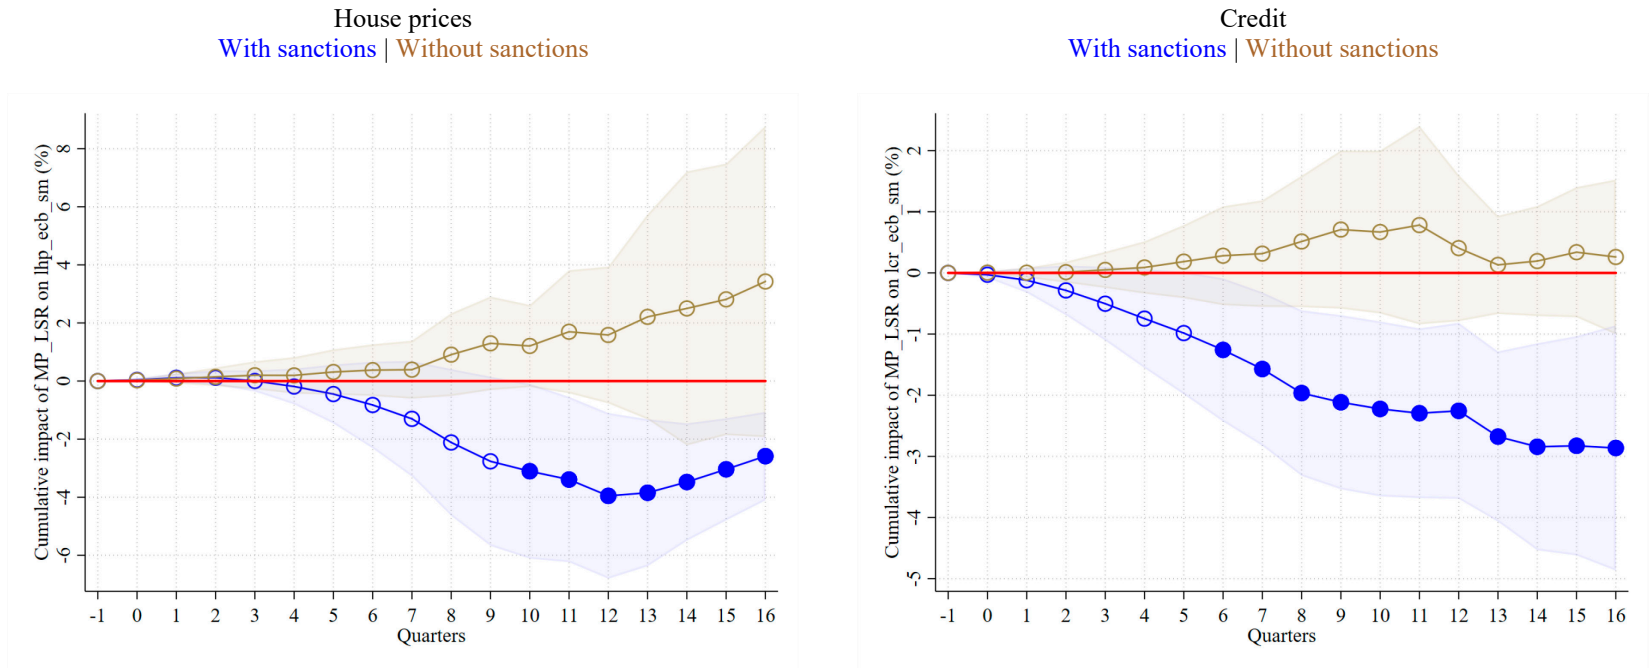 House prices
With sanctions | Without sanctions
Cumulative impact of MP_LSR on lhp_ecb_sm (%)
8
6
4
2
0
-2
-4
-6
-1 0 1 2 3 4 5 6 7 8 9 10 11 12 13 14 15 16
Quarters
Credit
With sanctions | Without sanctions
Cumulative impact of MP_LSR on lcr_ecb_sm (%)
2
1
0
-1
-2
-3
-4
-5
-1 0 1 2 3 4 5 6 7 8 9 10 11 12 13 14 15 16
Quarters